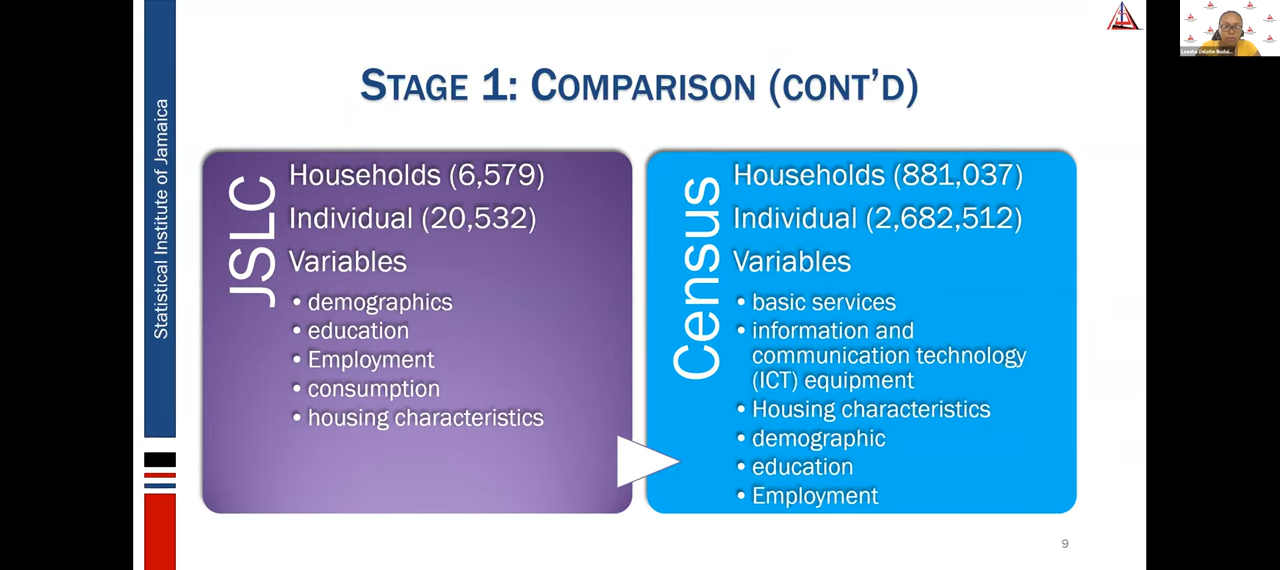 STAGE 1: COMPARISON (CONT'D)
Statistical Institute of Jamaica
JSLC
Households (6,579)
Individual (20,532)
Variables
• demographics
• education
• Employment
• consumption
• housing characteristics
Census
Households (881,037)
Individual (2,682,512)
Variables
• basic services
• information and
communication technology
(ICT) equipment
• Housing characteristics
• demographic
• education
• Employment
9